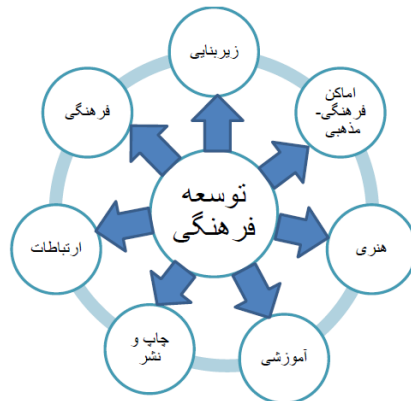 زیربنایی
اماکن
فرهنگی-
مذهبی
هنری
آموزشی
چاپ و
نشر
ارتباطات
فرهنگی
توسعه
فرهنگی